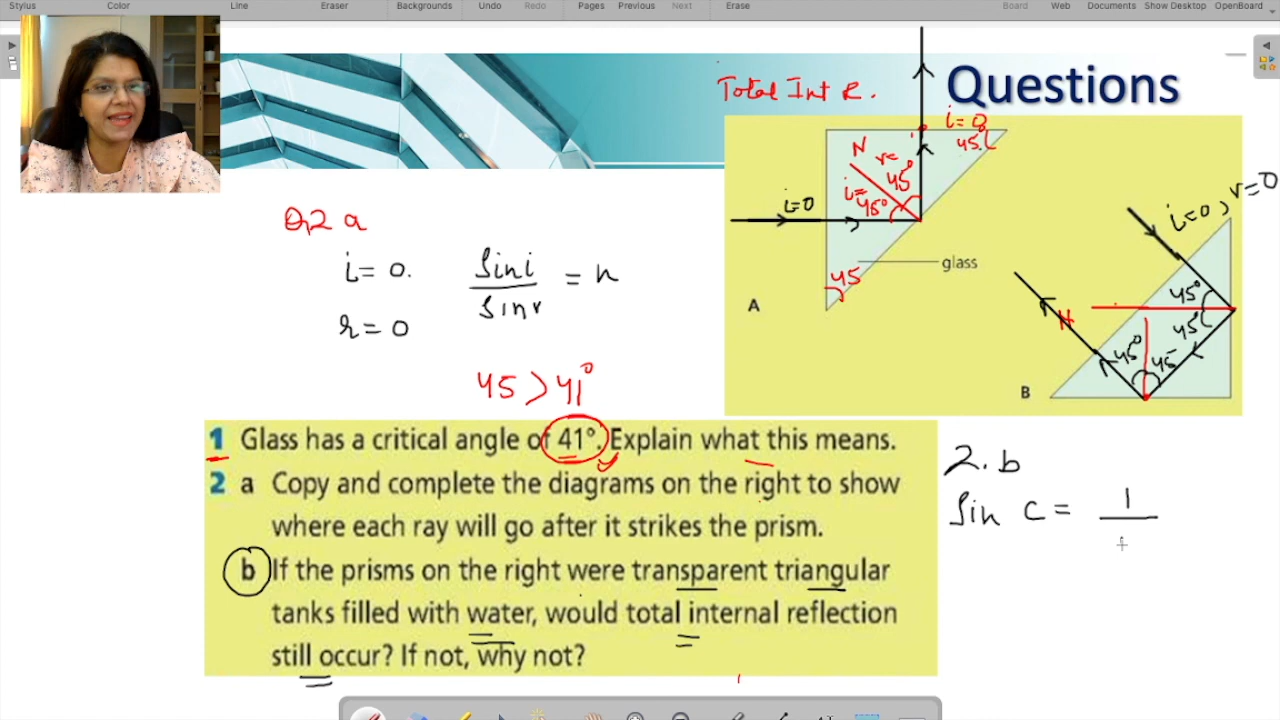 Stylus Color Line Eraser Backgrounds Undo Redo Pages Previous Next Erase Board Web Documents Show Desktop OpenBoard
Questions
Total Int R.
i=0
45
N
r=
45°
i=
45°
i=0
45
glass
A
i=0, r=0
45°
45°
N
45°
45
B
Q2 a
i = 0.
r = 0
sin i / sin r = n
45 > 41°
1 Glass has a critical angle of 41°. Explain what this means.
2 a Copy and complete the diagrams on the right to show
where each ray will go after it strikes the prism.
b If the prisms on the right were transparent triangular
tanks filled with water, would total internal reflection
still occur? If not, why not?
2. b
sin c = 1